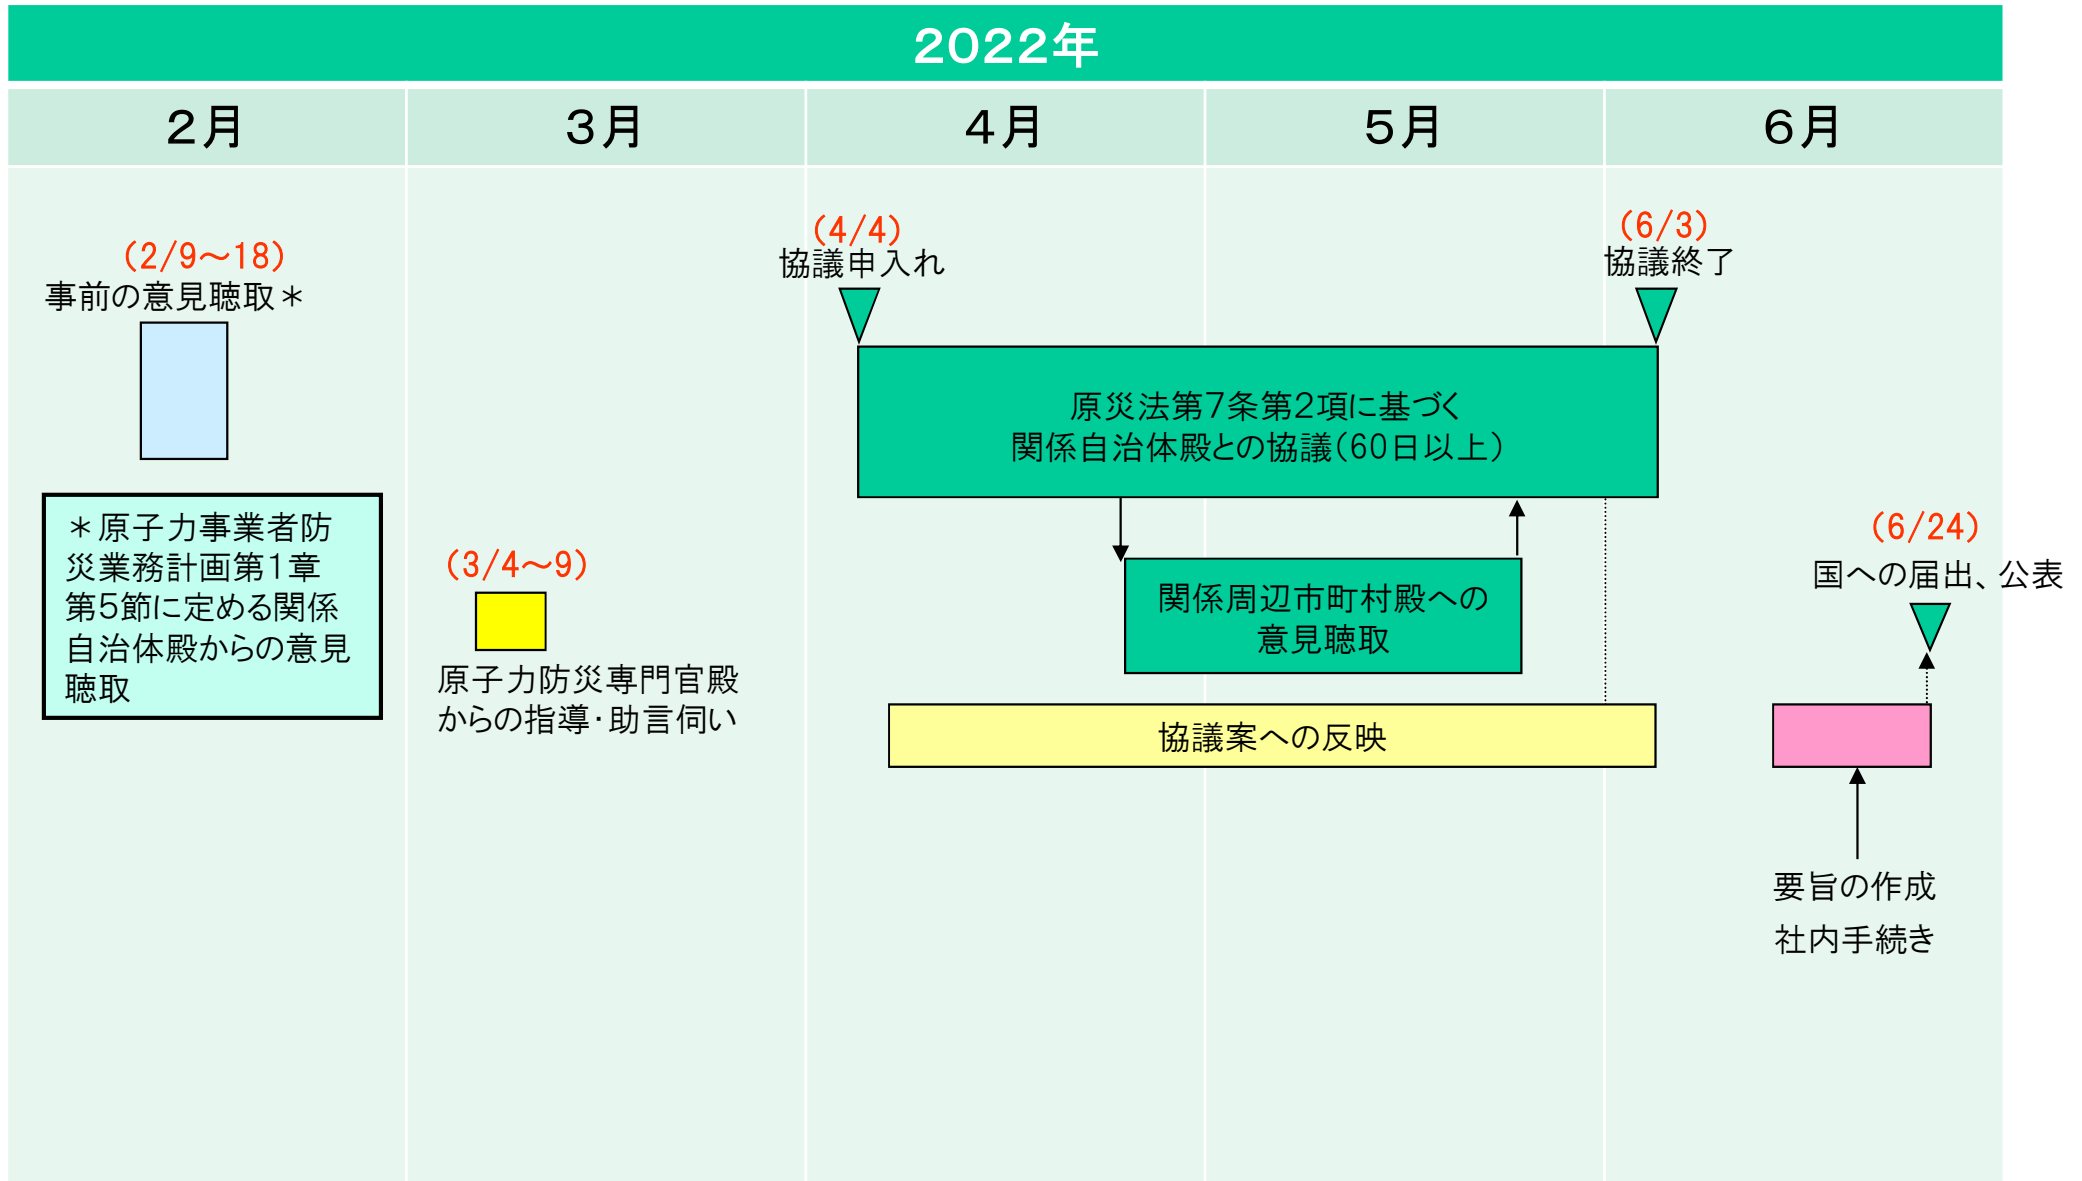 2022年
2月
3月
4月
5月
6月
（2/9～18）
事前の意見聴取＊
＊原子力事業者防
災業務計画第1章
第5節に定める関係
自治体殿からの意見
聴取
（3/4～9）
原子力防災専門官殿
からの指導・助言伺い
（4/4）
協議申入れ
（6/3）
協議終了
原災法第7条第2項に基づく
関係自治体殿との協議（60日以上）
関係周辺市町村殿への
意見聴取
協議案への反映
（6/24）
国への届出、公表
要旨の作成
社内手続き